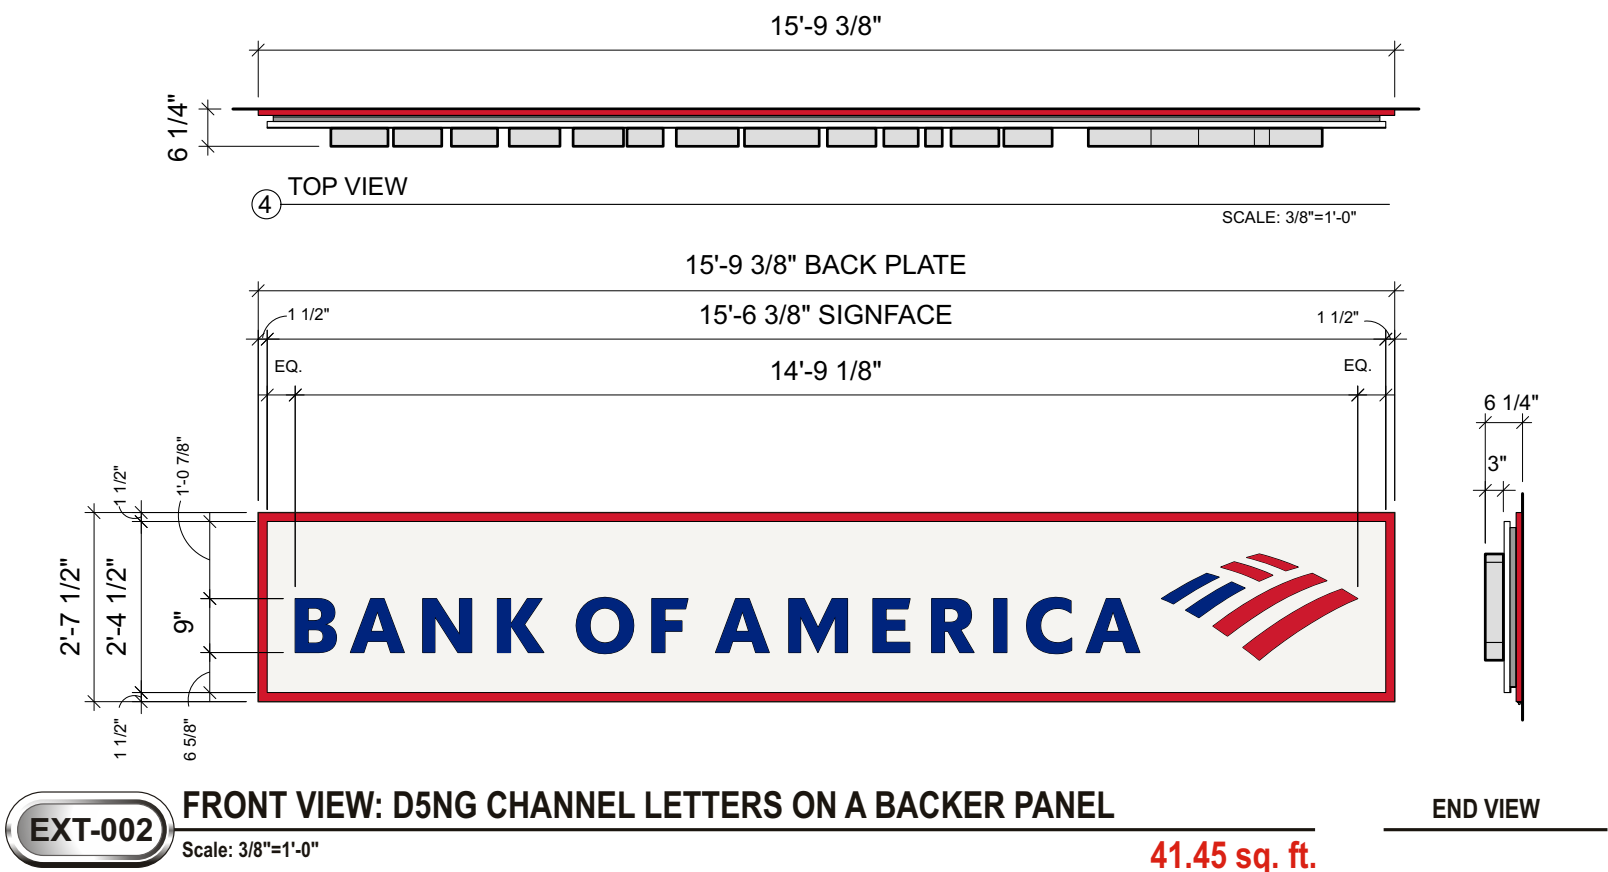 15'-9 3/8"
6 1/4"
4 TOP VIEW
SCALE: 3/8"=1'-0"
15'-9 3/8" BACK PLATE
1 1/2" 15'-6 3/8" SIGNFACE 1 1/2"
EQ. 14'-9 1/8" EQ.
6 1/4"
3"
1 1/2"
1'-0 7/8"
2'-7 1/2"
2'-4 1/2"
9"
BANK OF AMERICA
1 1/2"
6 5/8"
EXT-002
FRONT VIEW: D5NG CHANNEL LETTERS ON A BACKER PANEL
Scale: 3/8"=1'-0"
41.45 sq. ft.
END VIEW